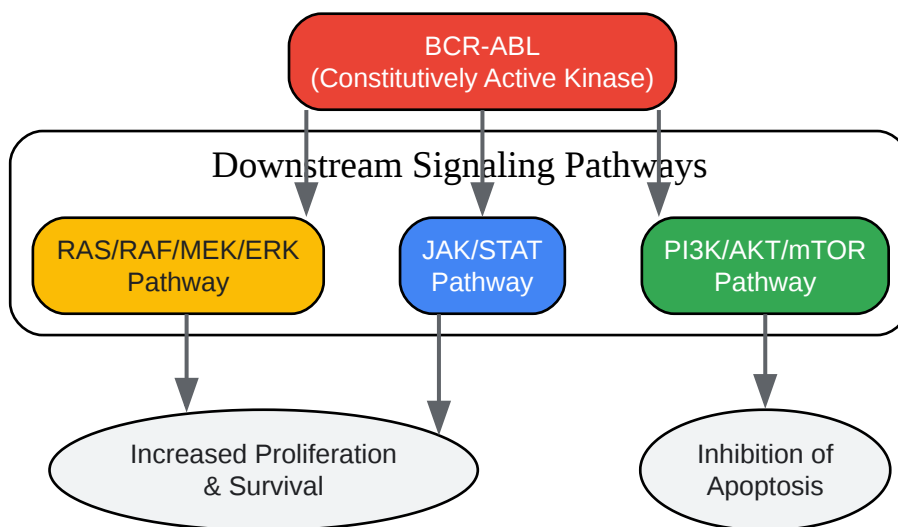 BCR-ABL
(Constitutively Active Kinase)
Downstream Signaling Pathways
RAS/RAF/MEK/ERK
Pathway
JAK/STAT
Pathway
PI3K/AKT/mTOR
Pathway
Increased Proliferation
& Survival
Inhibition of
Apoptosis